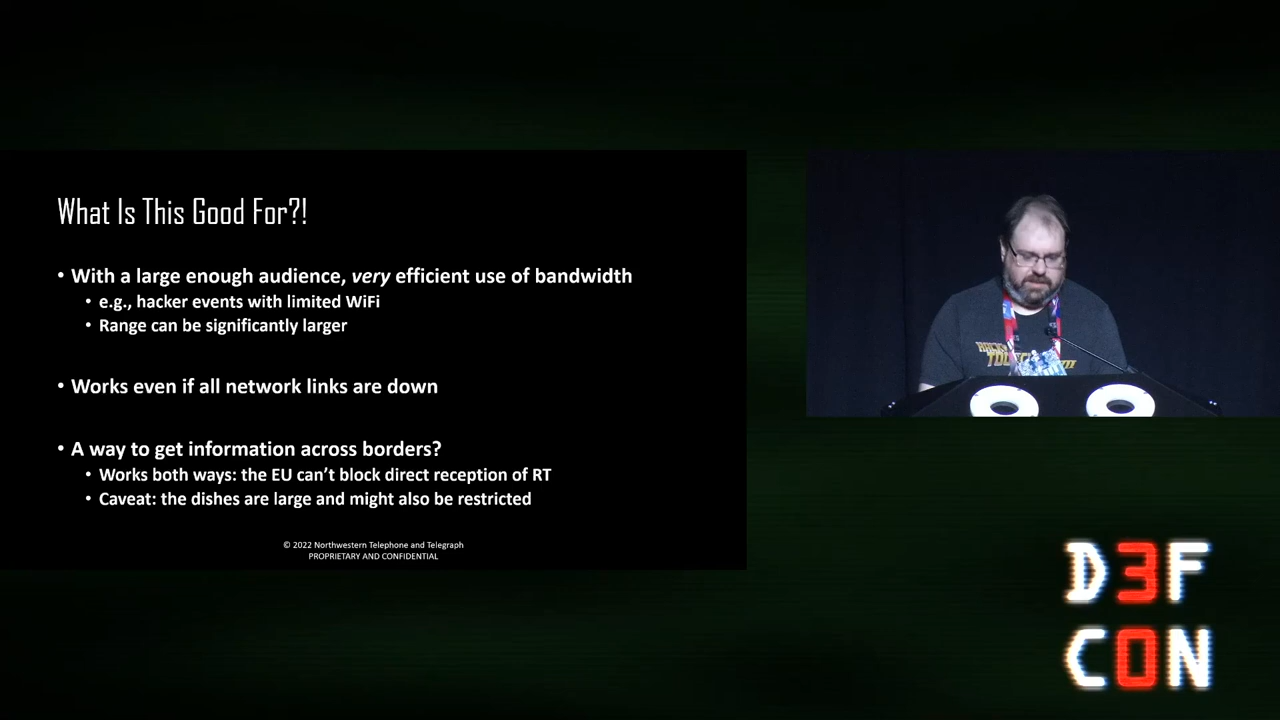 What Is This Good For?!
• With a large enough audience, very efficient use of bandwidth
• e.g., hacker events with limited WiFi
• Range can be significantly larger
• Works even if all network links are down
• A way to get information across borders?
• Works both ways: the EU can't block direct reception of RT
• Caveat: the dishes are large and might also be restricted
© 2022 Northwestern Telephone and Telegraph
PROPRIETARY AND CONFIDENTIAL
D3F
C0N